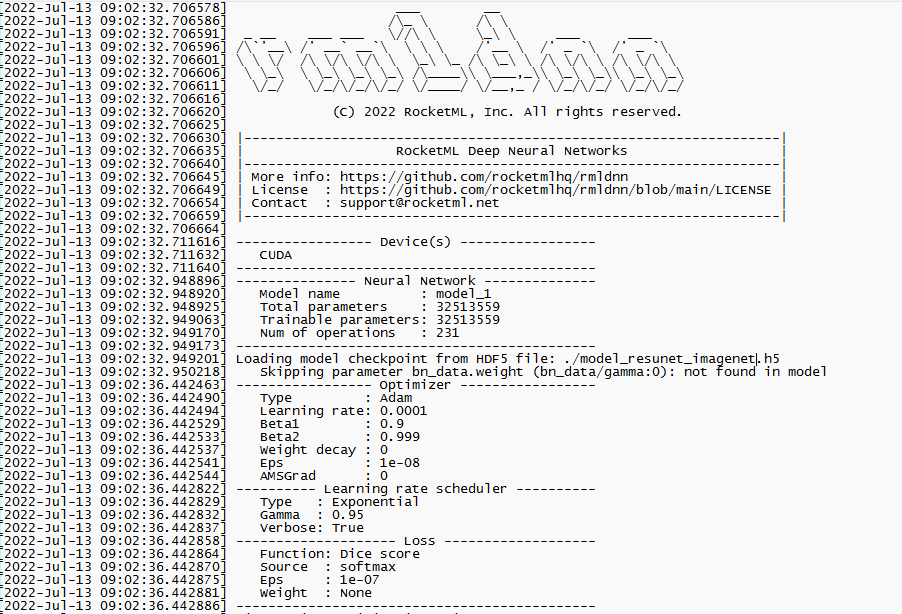 [2022-Jul-13 09:02:32.706578]
[2022-Jul-13 09:02:32.706586]
[2022-Jul-13 09:02:32.706591]
[2022-Jul-13 09:02:32.706596]
[2022-Jul-13 09:02:32.706601]
[2022-Jul-13 09:02:32.706606]
[2022-Jul-13 09:02:32.706611]
[2022-Jul-13 09:02:32.706616]
[2022-Jul-13 09:02:32.706620] (C) 2022 RocketML, Inc. All rights reserved.
[2022-Jul-13 09:02:32.706625]
[2022-Jul-13 09:02:32.706630] |-------------------------------------------------------------------|
[2022-Jul-13 09:02:32.706635] | RocketML Deep Neural Networks |
[2022-Jul-13 09:02:32.706640] |-------------------------------------------------------------------|
[2022-Jul-13 09:02:32.706645] | More info: https://github.com/rocketmlhq/rmldnn |
[2022-Jul-13 09:02:32.706649] | License : https://github.com/rocketmlhq/rmldnn/blob/main/LICENSE |
[2022-Jul-13 09:02:32.706654] | Contact : support@rocketml.net |
[2022-Jul-13 09:02:32.706659] |-------------------------------------------------------------------|
[2022-Jul-13 09:02:32.706664]
[2022-Jul-13 09:02:32.711616] ----------------- Device(s) -----------------
[2022-Jul-13 09:02:32.711632] CUDA
[2022-Jul-13 09:02:32.711640] ---------------------------------------------
[2022-Jul-13 09:02:32.948896] --------------- Neural Network --------------
[2022-Jul-13 09:02:32.948920] Model name : model_1
[2022-Jul-13 09:02:32.948925] Total parameters : 32513559
[2022-Jul-13 09:02:32.949063] Trainable parameters: 32513559
[2022-Jul-13 09:02:32.949170] Num of operations : 231
[2022-Jul-13 09:02:32.949173] ---------------------------------------------
[2022-Jul-13 09:02:32.949201] Loading model checkpoint from HDF5 file: ./model_resunet_imagenet.h5
[2022-Jul-13 09:02:32.950218] Skipping parameter bn_data.weight (bn_data/gamma:0): not found in model
[2022-Jul-13 09:02:36.442463] ----------------- Optimizer -----------------
[2022-Jul-13 09:02:36.442490] Type : Adam
[2022-Jul-13 09:02:36.442494] Learning rate: 0.0001
[2022-Jul-13 09:02:36.442529] Beta1 : 0.9
[2022-Jul-13 09:02:36.442533] Beta2 : 0.999
[2022-Jul-13 09:02:36.442537] Weight decay : 0
[2022-Jul-13 09:02:36.442541] Eps : 1e-08
[2022-Jul-13 09:02:36.442544] AMSGrad : 0
[2022-Jul-13 09:02:36.442822] ---------- Learning rate scheduler ----------
[2022-Jul-13 09:02:36.442829] Type : Exponential
[2022-Jul-13 09:02:36.442832] Gamma : 0.95
[2022-Jul-13 09:02:36.442837] Verbose: True
[2022-Jul-13 09:02:36.442858] -------------------- Loss -------------------
[2022-Jul-13 09:02:36.442864] Function: Dice score
[2022-Jul-13 09:02:36.442870] Source : softmax
[2022-Jul-13 09:02:36.442875] Eps : 1e-07
[2022-Jul-13 09:02:36.442881] Weight : None
[2022-Jul-13 09:02:36.442886] ---------------------------------------------